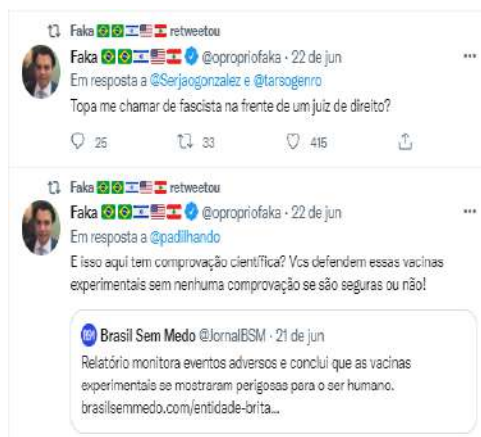 Faka 🇧🇷🇧🇷🇮🇱🇺🇸🇱🇧 retweetou
Faka 🇧🇷🇧🇷🇮🇱🇺🇸🇱🇧 @opropriofaka · 22 de jun
Em resposta a @Serjaogonzalez e @tarsogenro
Topa me chamar de fascista na frente de um juiz de direito?
25 33 415
Faka 🇧🇷🇧🇷🇮🇱🇺🇸🇱🇧 retweetou
Faka 🇧🇷🇧🇷🇮🇱🇺🇸🇱🇧 @opropriofaka · 22 de jun
Em resposta a @padilhando
E isso aqui tem comprovação científica? Vcs defendem essas vacinas
experimentais sem nenhuma comprovação se são seguras ou não!
BSM Brasil Sem Medo @JornalBSM · 21 de jun
Relatório monitora eventos adversos e conclui que as vacinas
experimentais se mostraram perigosas para o ser humano.
brasilsemmedo.com/entidade-brita...